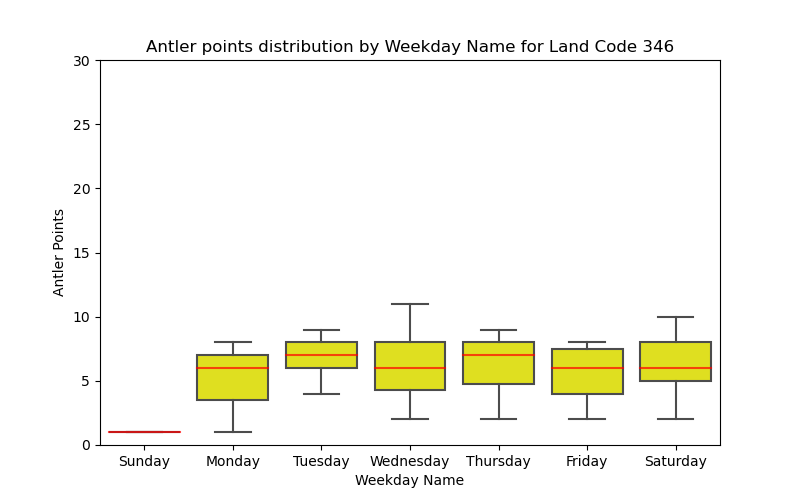 Antler points distribution by Weekday Name for Land Code 346
30
25
20
15
10
5
0
Antler Points
Sunday Monday Tuesday Wednesday Thursday Friday Saturday
Weekday Name